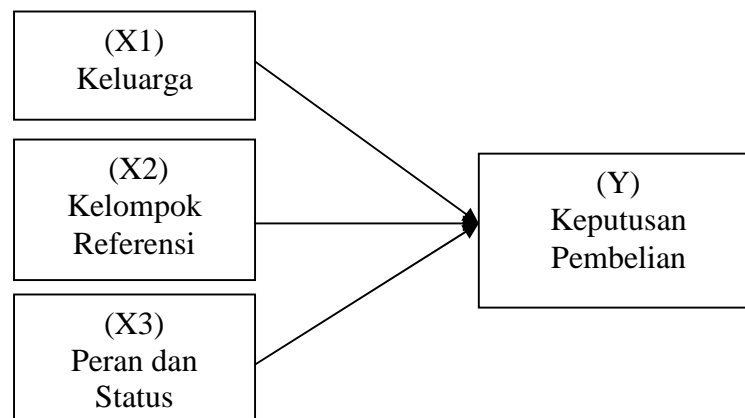 (X1)
Keluarga
(X2)
Kelompok
Referensi
(X3)
Peran dan
Status
(Y)
Keputusan
Pembelian